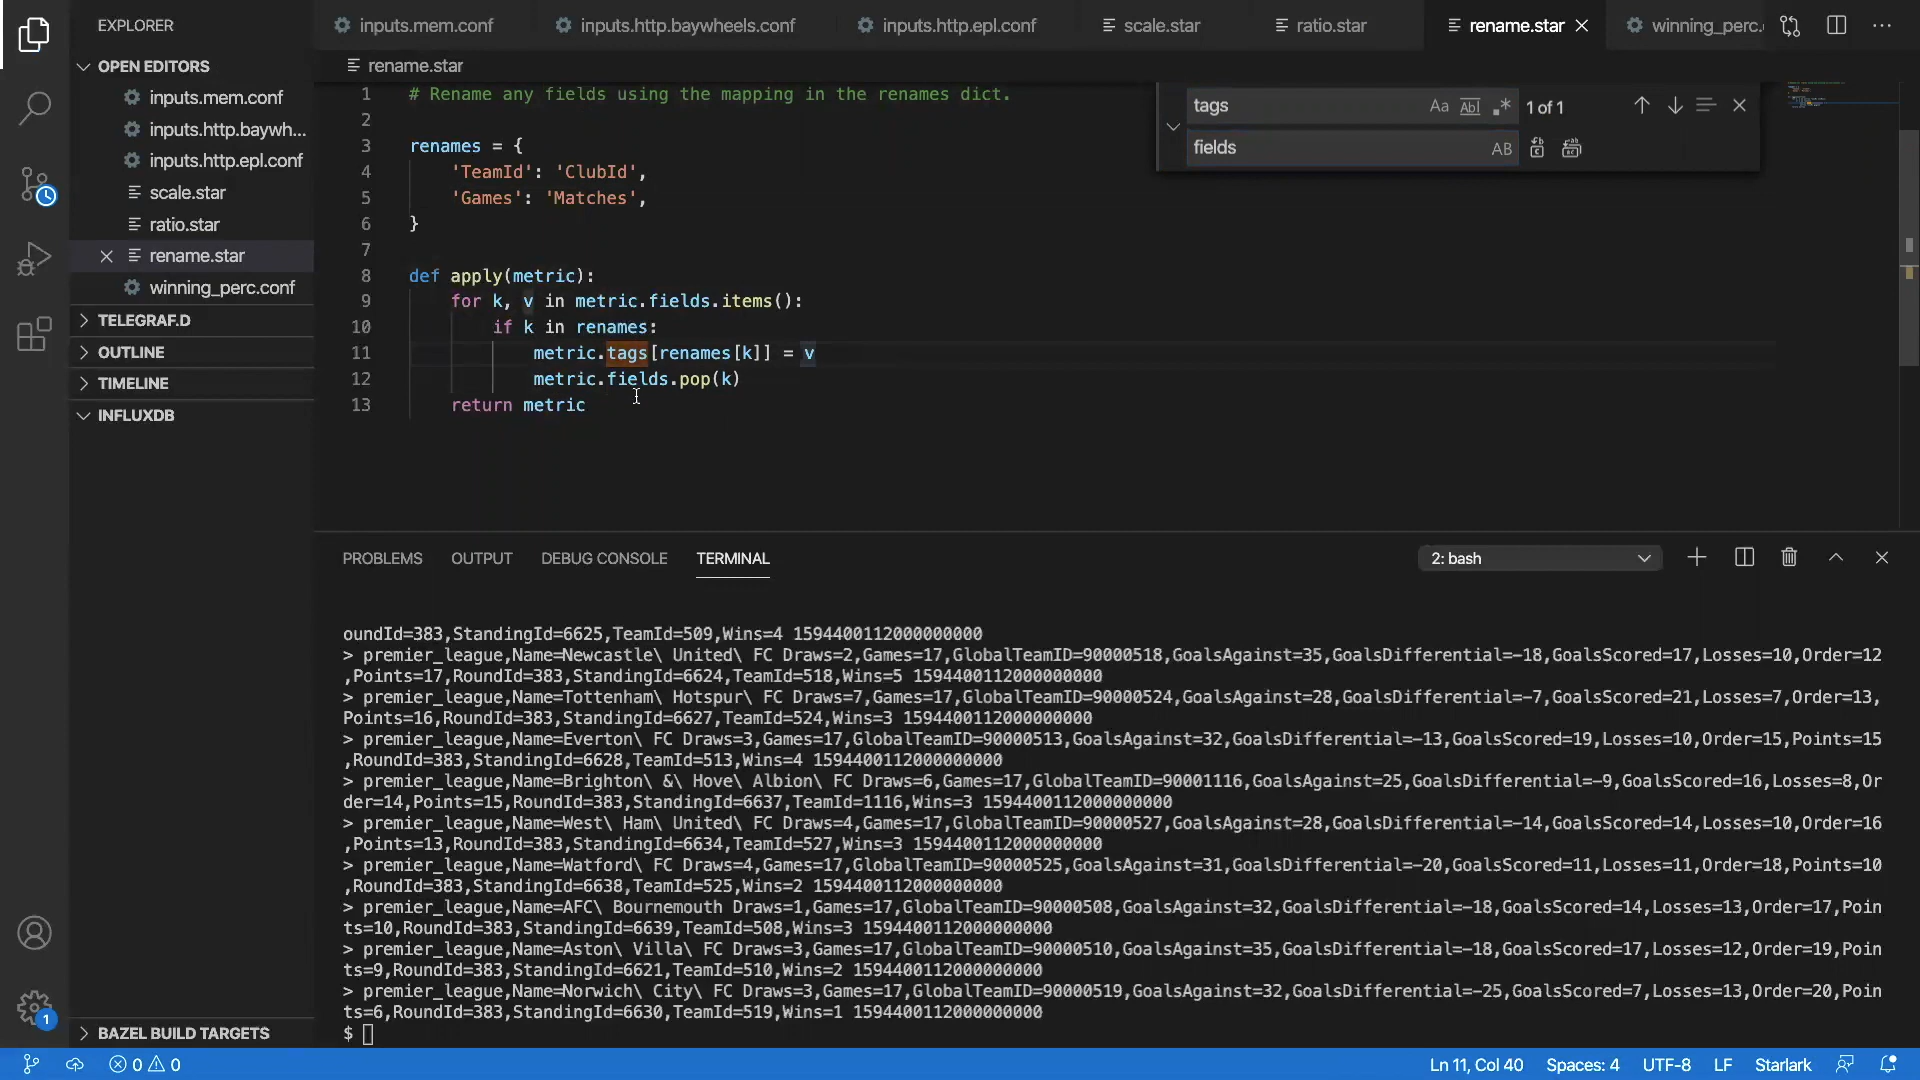 EXPLORER
inputs.mem.conf
inputs.http.baywheels.conf
inputs.http.epl.conf
scale.star
ratio.star
rename.star
winning_perc.
OPEN EDITORS
inputs.mem.conf
inputs.http.baywh...
inputs.http.epl.conf
scale.star
ratio.star
rename.star
winning_perc.conf
TELEGRAF.D
OUTLINE
TIMELINE
INFLUXDB
BAZEL BUILD TARGETS
rename.star
tags
Aa Abl .* 1 of 1
fields
AB
1 # Rename any fields using the mapping in the renames dict.
2
3 renames = {
4 'TeamId': 'ClubId',
5 'Games': 'Matches',
6 }
7
8 def apply(metric):
9 for k, v in metric.fields.items():
10 if k in renames:
11 metric.tags[renames[k]] = v
12 metric.fields.pop(k)
13 return metric
PROBLEMS OUTPUT DEBUG CONSOLE TERMINAL
2: bash
oundId=383,StandingId=6625,TeamId=509,Wins=4 1594400112000000000
> premier_league,Name=Newcastle\ United\ FC Draws=2,Games=17,GlobalTeamID=90000518,GoalsAgainst=35,GoalsDifferential=-18,GoalsScored=17,Losses=10,Order=12
,Points=17,RoundId=383,StandingId=6624,TeamId=518,Wins=5 1594400112000000000
> premier_league,Name=Tottenham\ Hotspur\ FC Draws=7,Games=17,GlobalTeamID=90000524,GoalsAgainst=28,GoalsDifferential=-7,GoalsScored=21,Losses=7,Order=13,
Points=16,RoundId=383,StandingId=6627,TeamId=524,Wins=3 1594400112000000000
> premier_league,Name=Everton\ FC Draws=3,Games=17,GlobalTeamID=90000513,GoalsAgainst=32,GoalsDifferential=-13,GoalsScored=19,Losses=10,Order=15,Points=15
,RoundId=383,StandingId=6628,TeamId=513,Wins=4 1594400112000000000
> premier_league,Name=Brighton\ &\ Hove\ Albion\ FC Draws=6,Games=17,GlobalTeamID=90001116,GoalsAgainst=25,GoalsDifferential=-9,GoalsScored=16,Losses=8,Or
der=14,Points=15,RoundId=383,StandingId=6637,TeamId=1116,Wins=3 1594400112000000000
> premier_league,Name=West\ Ham\ United\ FC Draws=4,Games=17,GlobalTeamID=90000527,GoalsAgainst=28,GoalsDifferential=-14,GoalsScored=14,Losses=10,Order=16
,Points=13,RoundId=383,StandingId=6634,TeamId=527,Wins=3 1594400112000000000
> premier_league,Name=Watford\ FC Draws=4,Games=17,GlobalTeamID=90000525,GoalsAgainst=31,GoalsDifferential=-20,GoalsScored=11,Losses=11,Order=18,Points=10
,RoundId=383,StandingId=6638,TeamId=525,Wins=2 1594400112000000000
> premier_league,Name=AFC\ Bournemouth Draws=1,Games=17,GlobalTeamID=90000508,GoalsAgainst=32,GoalsDifferential=-18,GoalsScored=14,Losses=13,Order=17,Poin
ts=10,RoundId=383,StandingId=6639,TeamId=508,Wins=3 1594400112000000000
> premier_league,Name=Aston\ Villa\ FC Draws=3,Games=17,GlobalTeamID=90000510,GoalsAgainst=35,GoalsDifferential=-18,GoalsScored=17,Losses=12,Order=19,Poin
ts=9,RoundId=383,StandingId=6621,TeamId=510,Wins=2 1594400112000000000
> premier_league,Name=Norwich\ City\ FC Draws=3,Games=17,GlobalTeamID=90000519,GoalsAgainst=32,GoalsDifferential=-25,GoalsScored=7,Losses=13,Order=20,Poin
ts=6,RoundId=383,StandingId=6630,TeamId=519,Wins=1 1594400112000000000
$
1
0 0
Ln 11, Col 40 Spaces: 4 UTF-8 LF Starlark